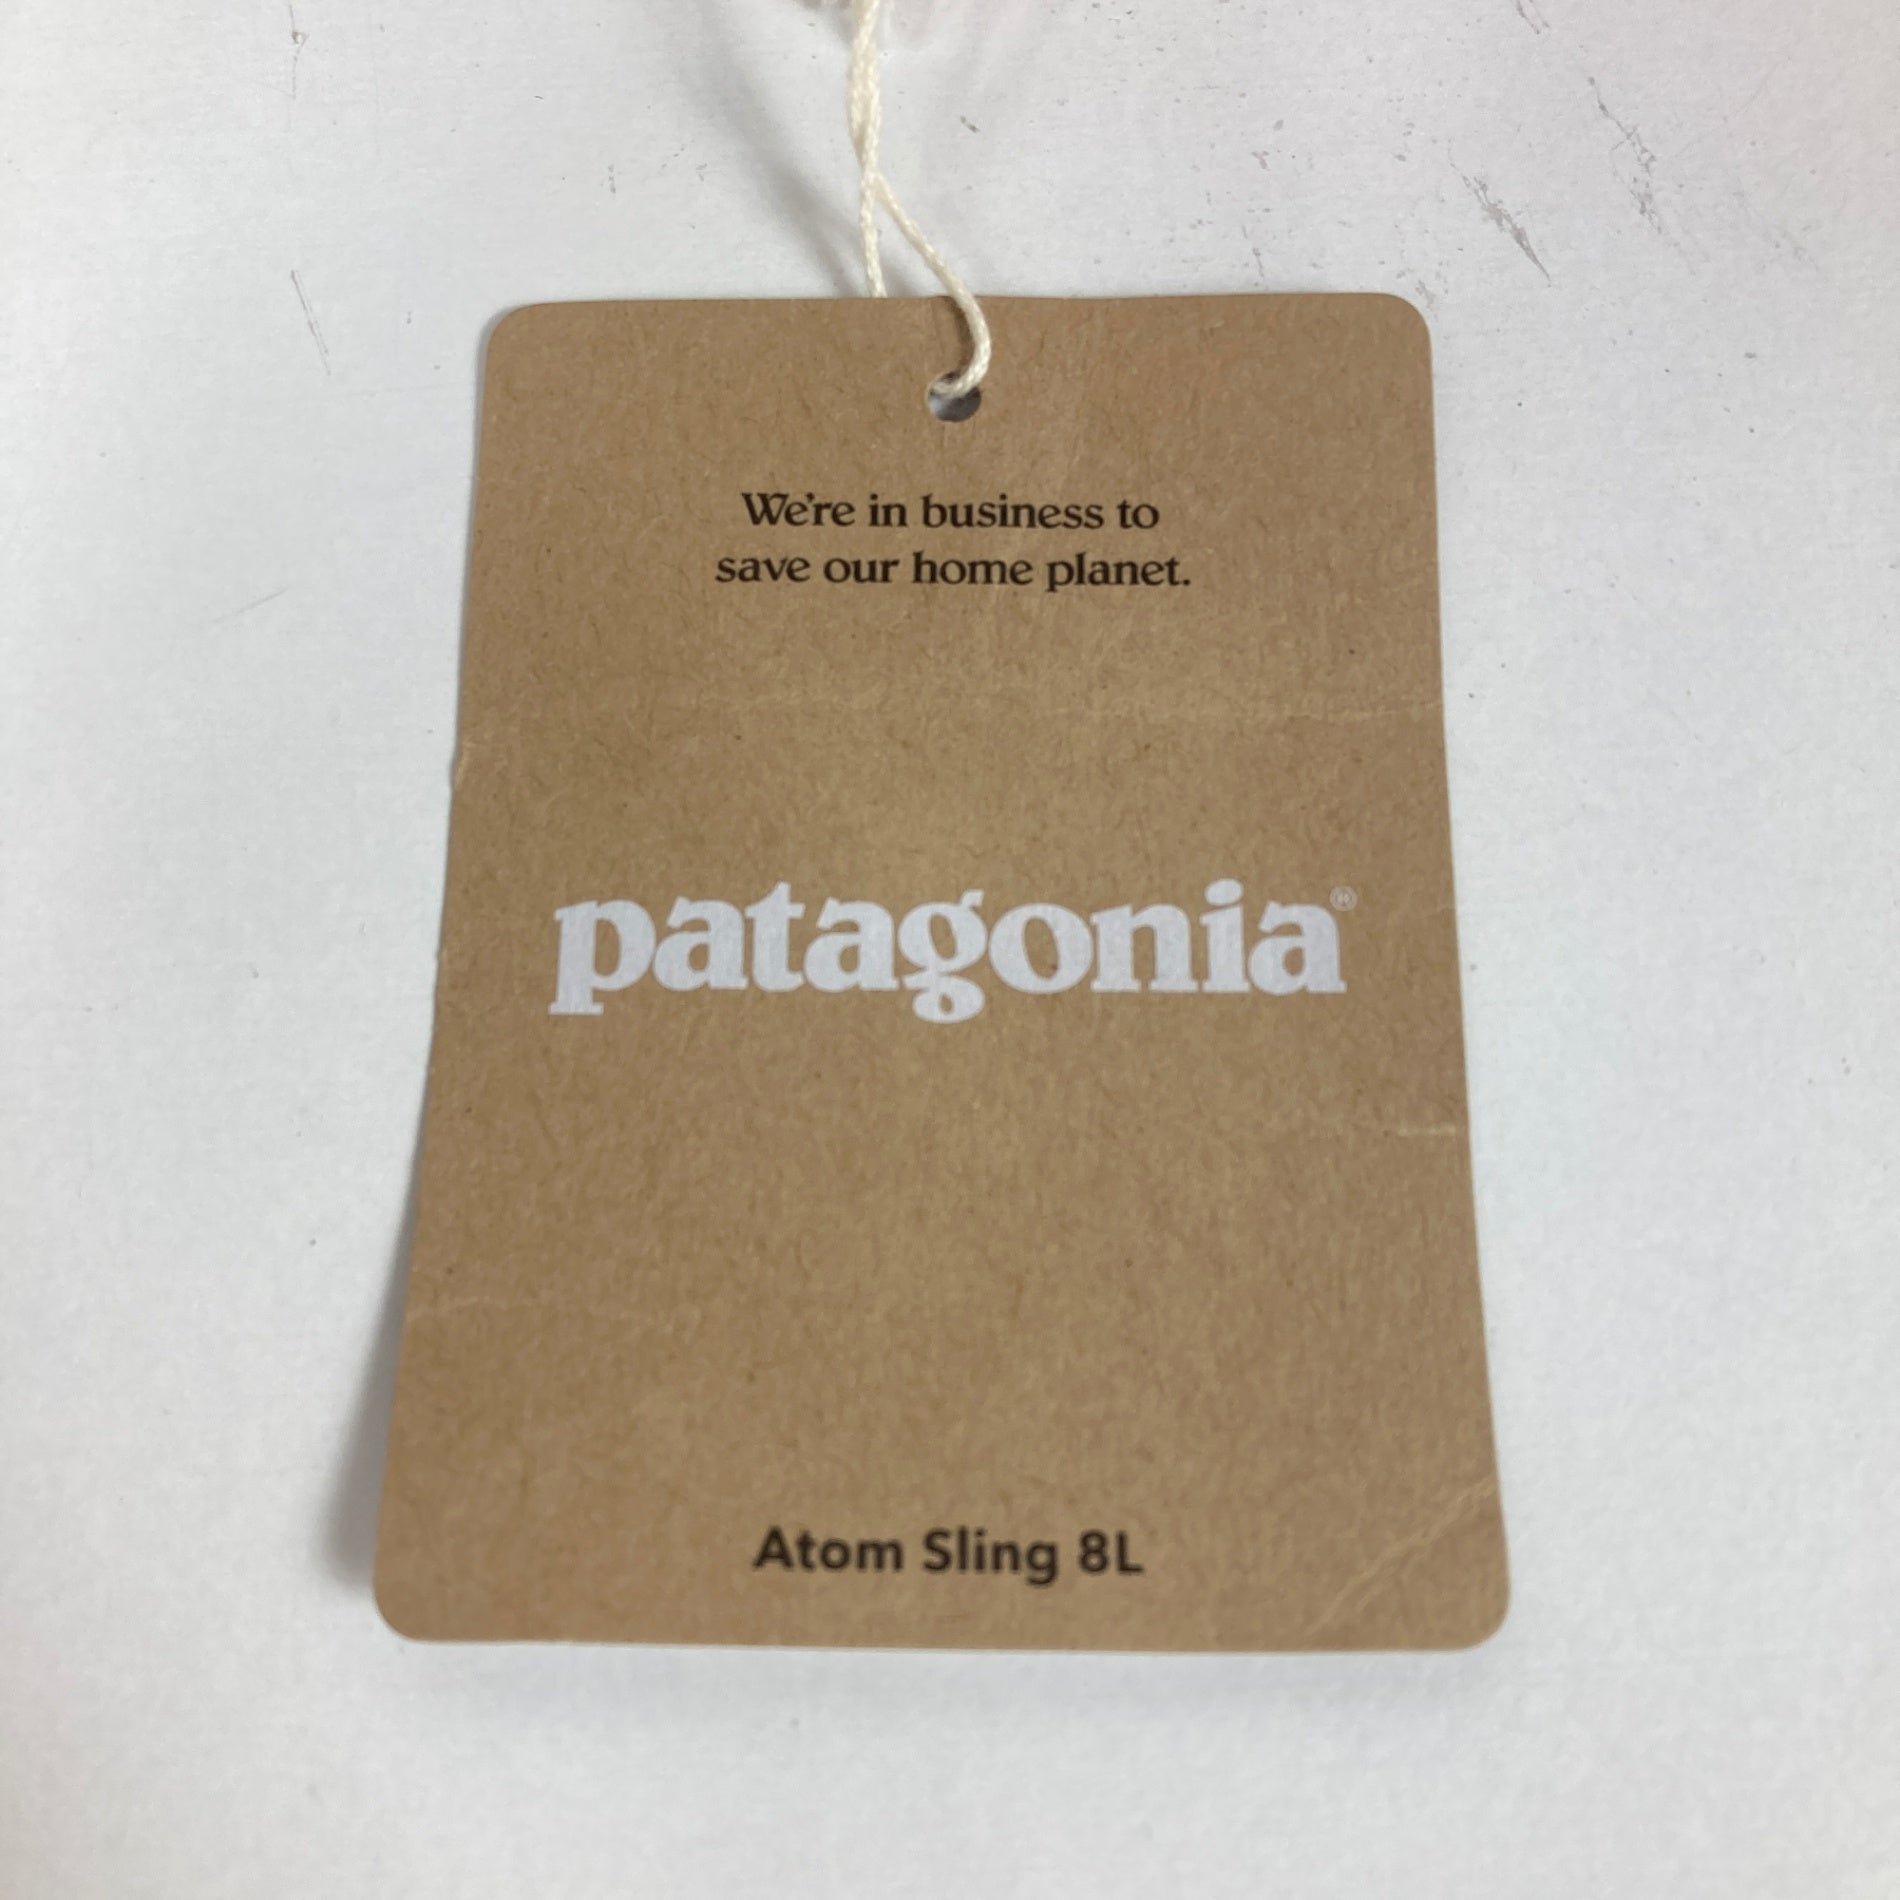 We're in business to
save our home planet.
patagonia®
Atom Sling 8L